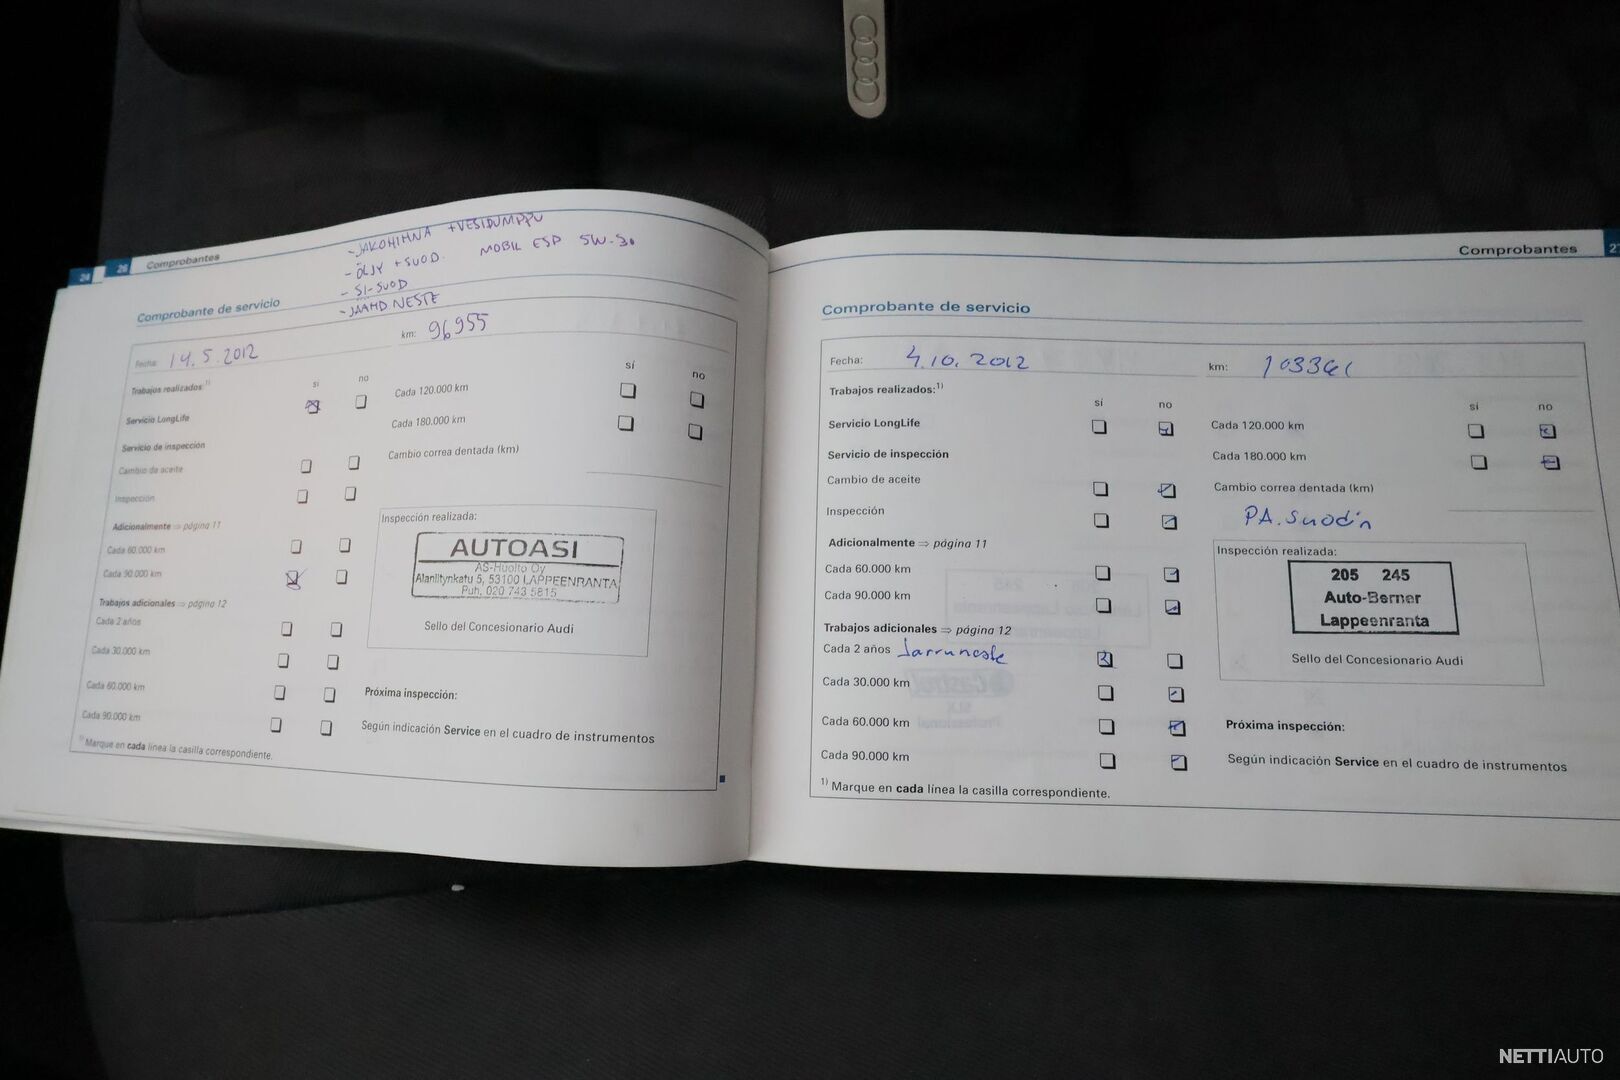 24
26
Comprobantes
- JAKOHIHNA + VESIPUMPPU
- ÖLJY + SUOD. MOBIL ESP 5W-30
- SI-SUOD
- JÄÄHD.NESTE
Comprobante de servicio
Fecha: 14.5.2012
km: 96955
Trabajos realizados:1)
sí no
Servicio LongLife
Servicio de inspección
Cambio de aceite
Inspección
Adicionalmente ⇒ página 11
Cada 60.000 km
Cada 90.000 km
Trabajos adicionales ⇒ página 12
Cada 2 años
Cada 30.000 km
Cada 60.000 km
Cada 90.000 km
1) Marque en cada línea la casilla correspondiente.
sí no
Cada 120.000 km
Cada 180.000 km
Cambio correa dentada (km)
Inspección realizada:
AUTOASI
AS-Huolto Oy
Alanlitynkatu 5, 53100 LAPPEENRANTA
Puh. 020 743 5815
Sello del Concesionario Audi
Próxima inspección:
Según indicación Service en el cuadro de instrumentos
Comprobantes
Comprobante de servicio
Fecha: 4.10.2012
km:
Trabajos realizados:1)
sí no
Servicio LongLife
Servicio de inspección
Cambio de aceite
Inspección
Adicionalmente ⇒ página 11
Cada 60.000 km
Cada 90.000 km
Trabajos adicionales ⇒ página 12
Cada 2 años Jarruneste
Cada 30.000 km
Cada 60.000 km
Cada 90.000 km
1) Marque en cada línea la casilla correspondiente.
sí no
Cada 120.000 km
Cada 180.000 km
Cambio correa dentada (km)
PA.Suodin
Inspección realizada:
205 245
Auto-Berner
Lappeenranta
Sello del Concesionario Audi
Próxima inspección:
Según indicación Service en el cuadro de instrumentos
NETTIAUTO